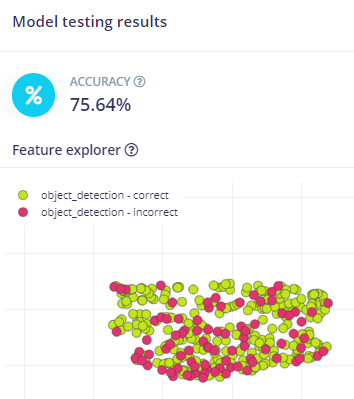 Model testing results
%
ACCURACY ?
75.64%
Feature explorer ?
object_detection - correct
object_detection - incorrect